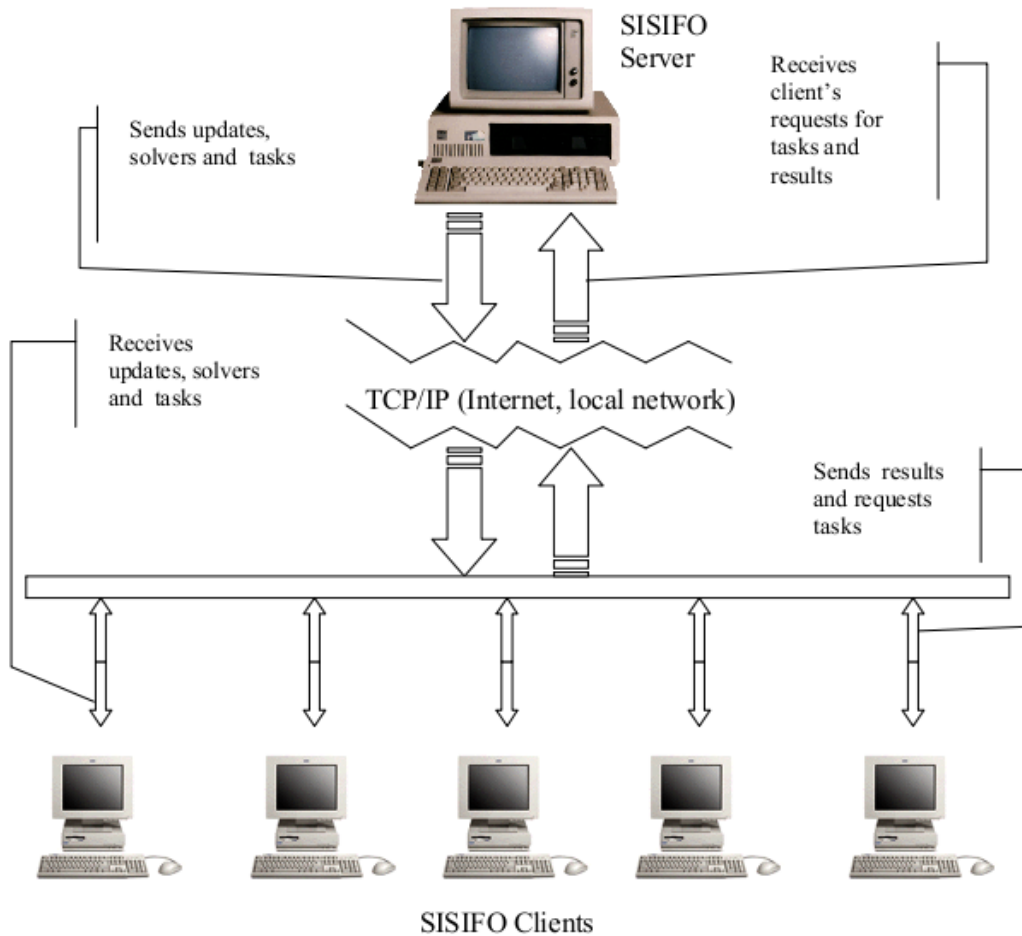 SISIFO
Server
Receives
client's
requests for
tasks and
results
Sends updates,
solvers and tasks
Receives
updates, solvers
and tasks
TCP/IP (Internet, local network)
Sends results
and requests
tasks
SISIFO Clients